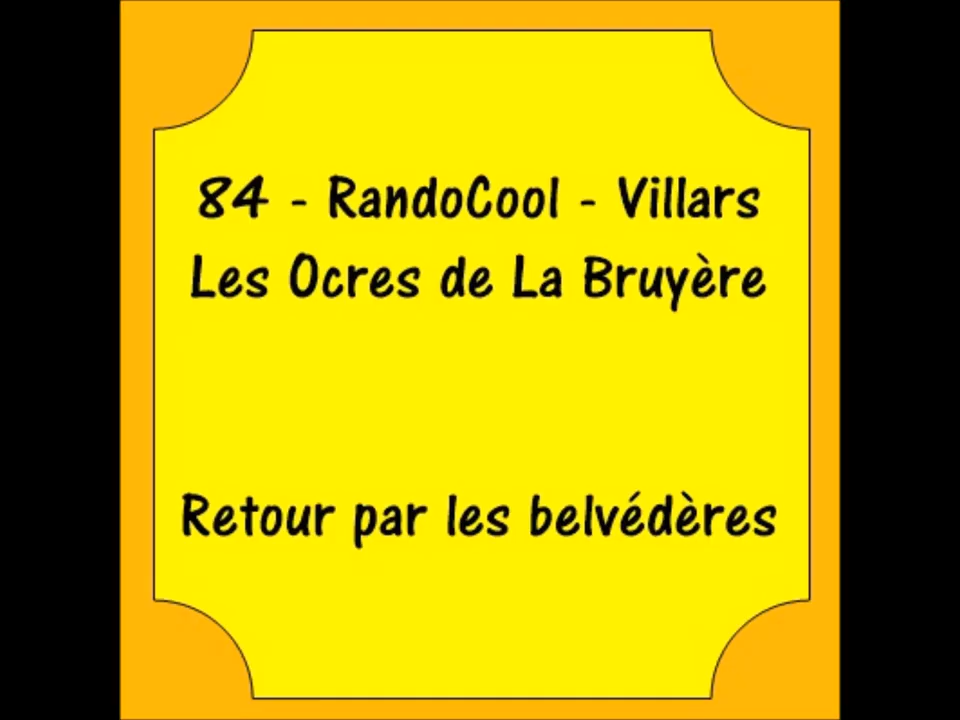 84 - RandoCool - Villars
Les Ocres de La Bruyère
Retour par les belvédères